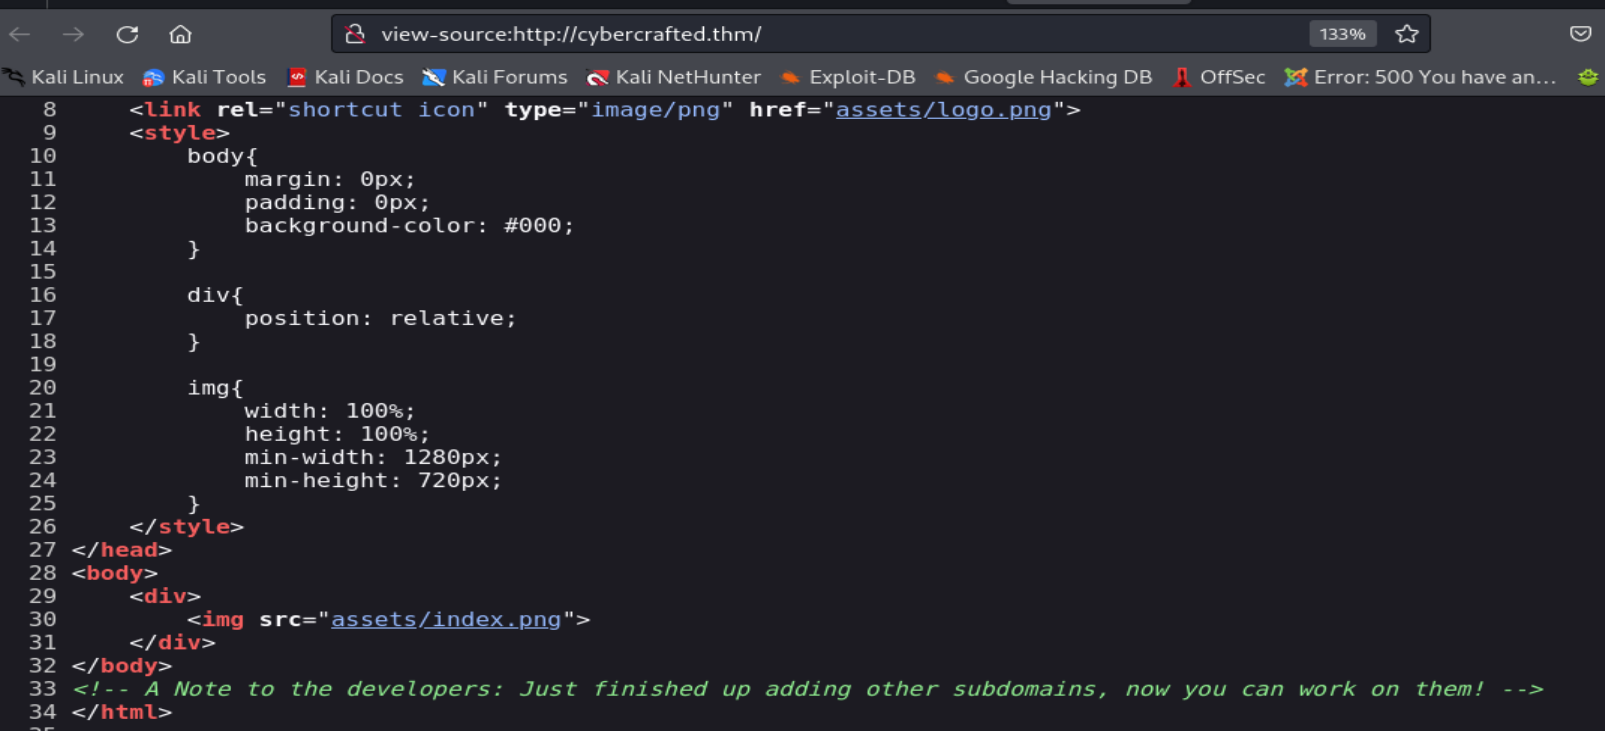 view-source:http://cybercrafted.thm/ 133%
Kali Linux Kali Tools Kali Docs Kali Forums Kali NetHunter Exploit-DB Google Hacking DB OffSec Error: 500 You have an…
8 <link rel="shortcut icon" type="image/png" href="assets/logo.png">
9 <style>
10 body{
11 margin: 0px;
12 padding: 0px;
13 background-color: #000;
14 }
15
16 div{
17 position: relative;
18 }
19
20 img{
21 width: 100%;
22 height: 100%;
23 min-width: 1280px;
24 min-height: 720px;
25 }
26 </style>
27 </head>
28 <body>
29 <div>
30 <img src="assets/index.png">
31 </div>
32 </body>
33 <!-- A Note to the developers: Just finished up adding other subdomains, now you can work on them! -->
34 </html>
35